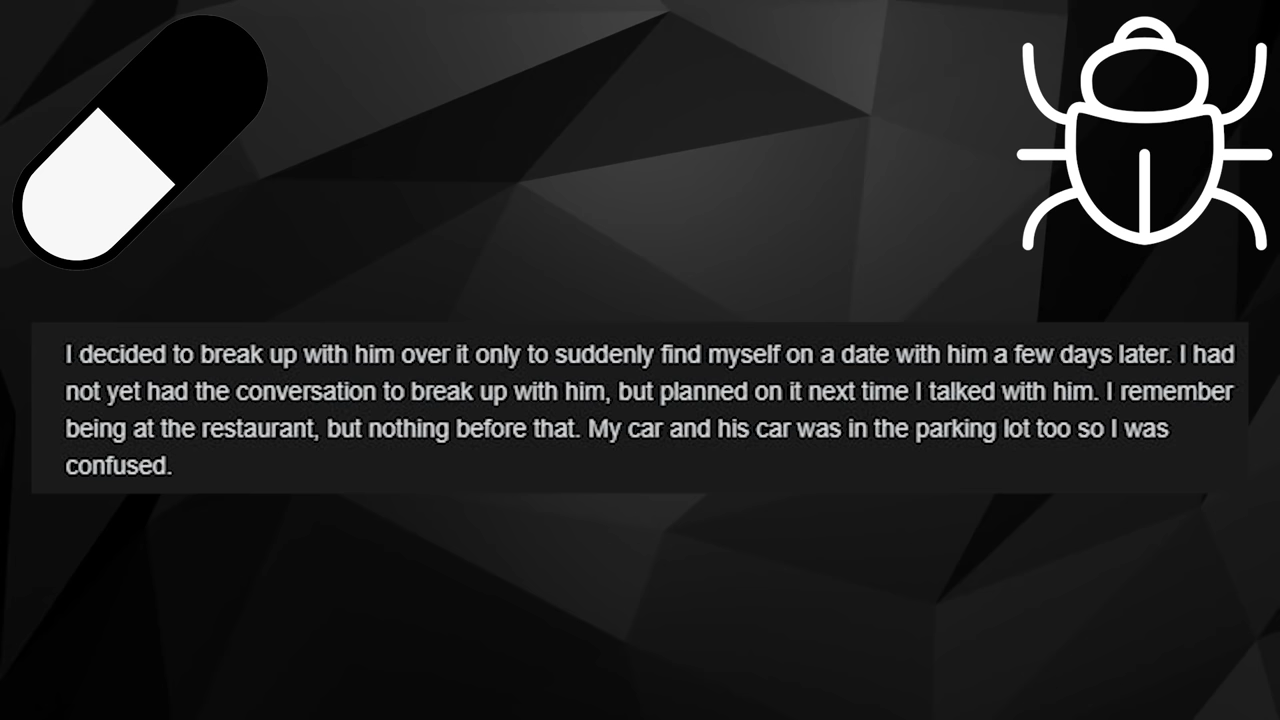 I decided to break up with him over it only to suddenly find myself on a date with him a few days later. I had
not yet had the conversation to break up with him, but planned on it next time I talked with him. I remember
being at the restaurant, but nothing before that. My car and his car was in the parking lot too so I was
confused.